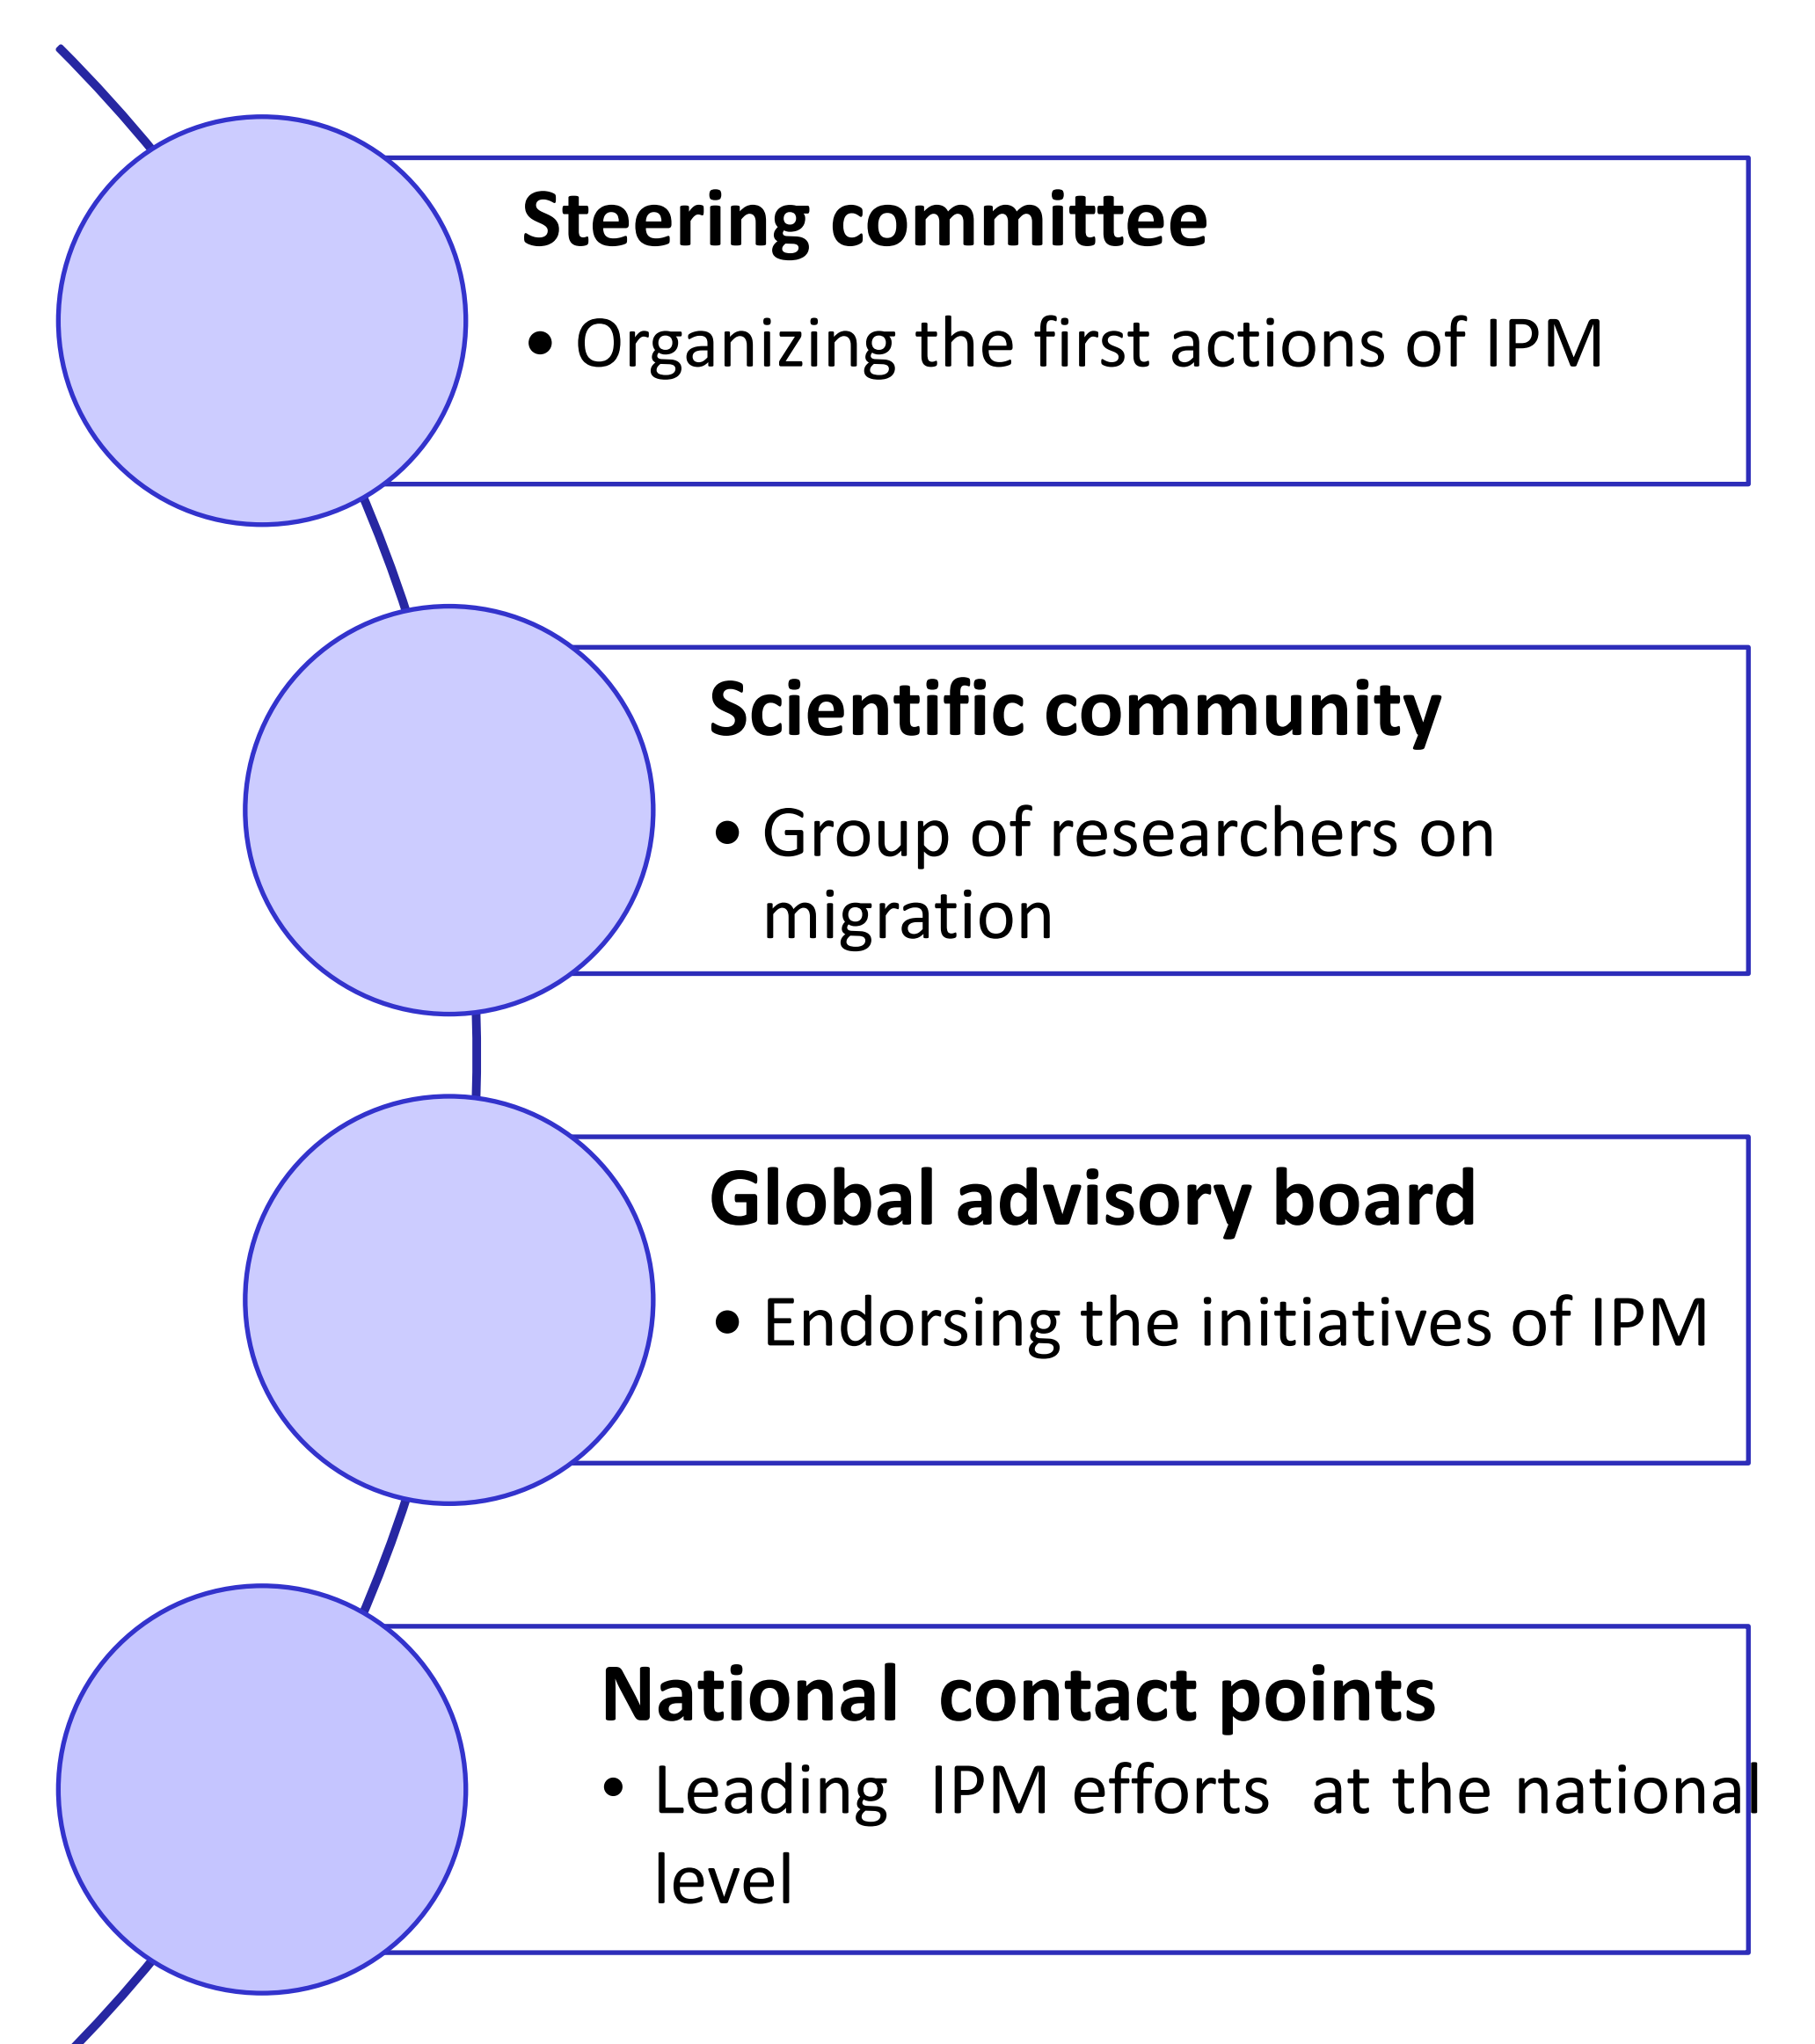 Steering committee
• Organizing the first actions of IPM
Scientific community
• Group of researchers on
migration
Global advisory board
• Endorsing the initiatives of IPM
National  contact points
• Leading  IPM efforts  at the national
level